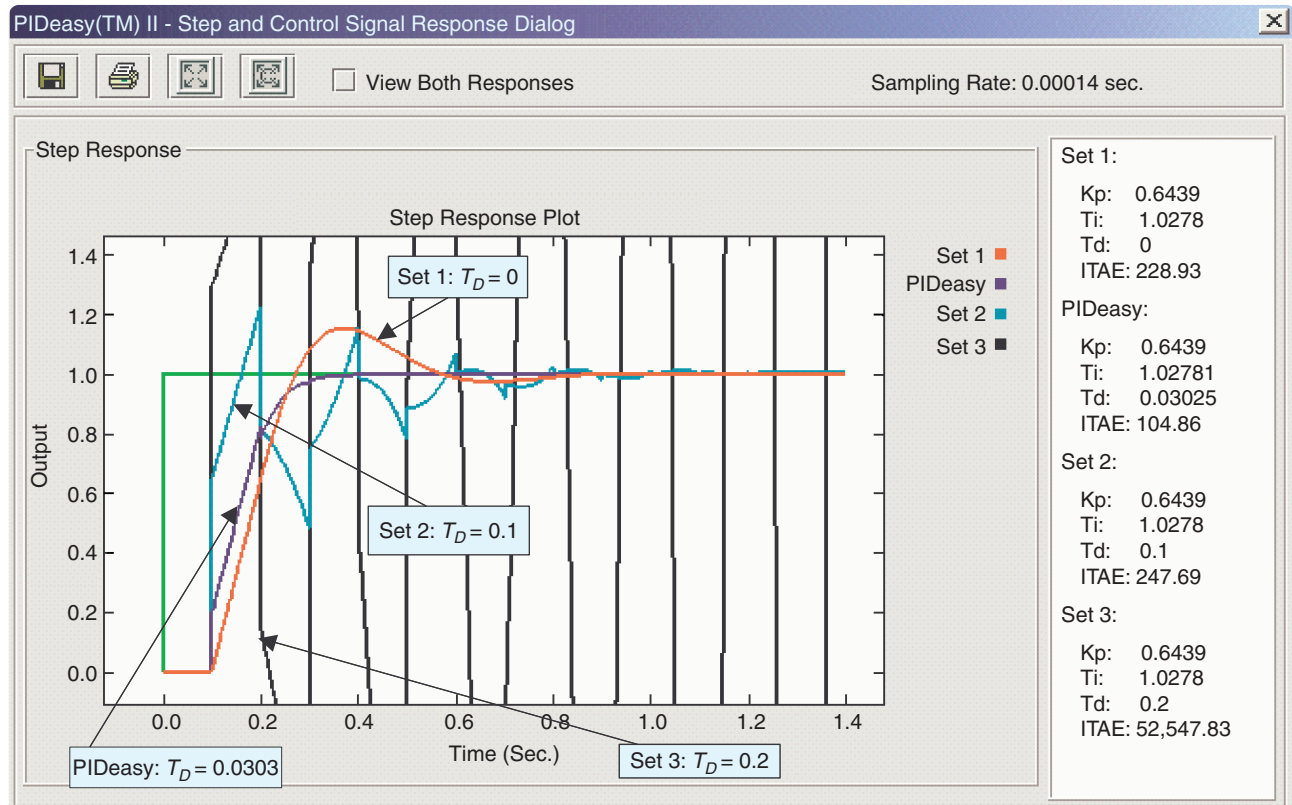 PIDeasy(TM) II - Step and Control Signal Response Dialog
View Both Responses
Sampling Rate: 0.00014 sec.
Step Response
Step Response Plot
Output
1.4
1.2
1.0
0.8
0.6
0.4
0.2
0.0
0.0 0.2 0.4 0.6 0.8 1.0 1.2 1.4
Time (Sec.)
Set 1: T_D = 0
Set 2: T_D = 0.1
PIDeasy: T_D = 0.0303
Set 3: T_D = 0.2
Set 1
PIDeasy
Set 2
Set 3
Set 1:
Kp: 0.6439
Ti: 1.0278
Td: 0
ITAE: 228.93
PIDeasy:
Kp: 0.6439
Ti: 1.02781
Td: 0.03025
ITAE: 104.86
Set 2:
Kp: 0.6439
Ti: 1.0278
Td: 0.1
ITAE: 247.69
Set 3:
Kp: 0.6439
Ti: 1.0278
Td: 0.2
ITAE: 52,547.83